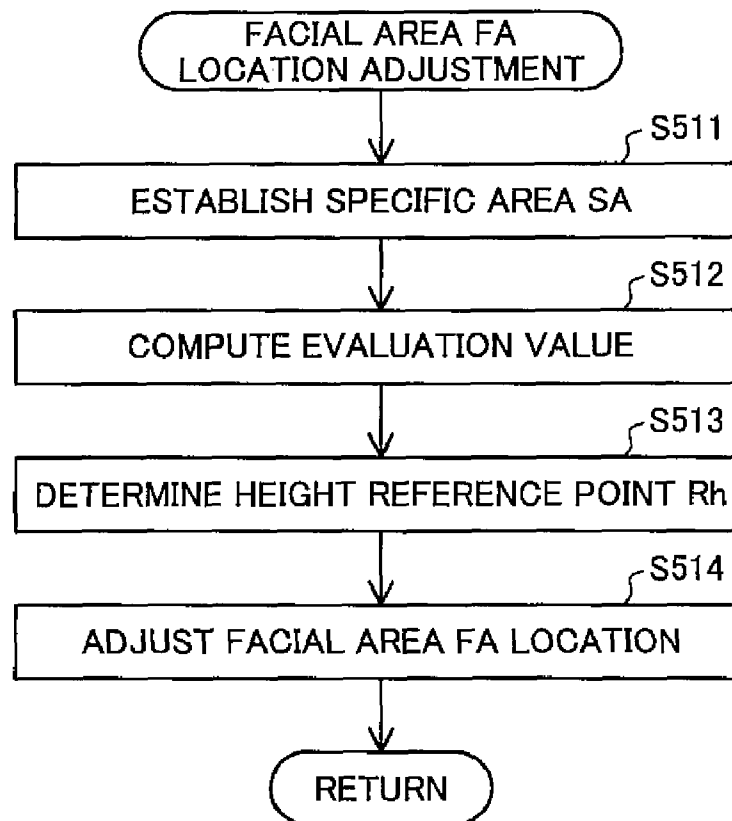 FACIAL AREA FA
LOCATION ADJUSTMENT
S511
ESTABLISH SPECIFIC AREA SA
S512
COMPUTE EVALUATION VALUE
S513
DETERMINE HEIGHT REFERENCE POINT Rh
S514
ADJUST FACIAL AREA FA LOCATION
RETURN